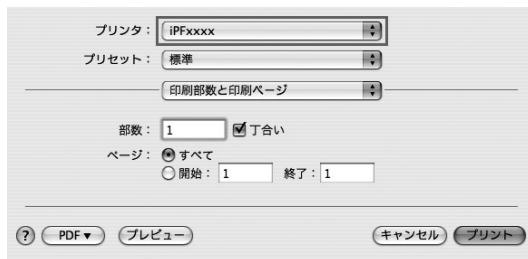 プリンタ： iPFxxxx
プリセット： 標準
印刷部数と印刷ページ
部数： 1 丁合い
ページ： すべて
開始： 1 終了： 1
? PDF▼ プレビュー キャンセル プリント